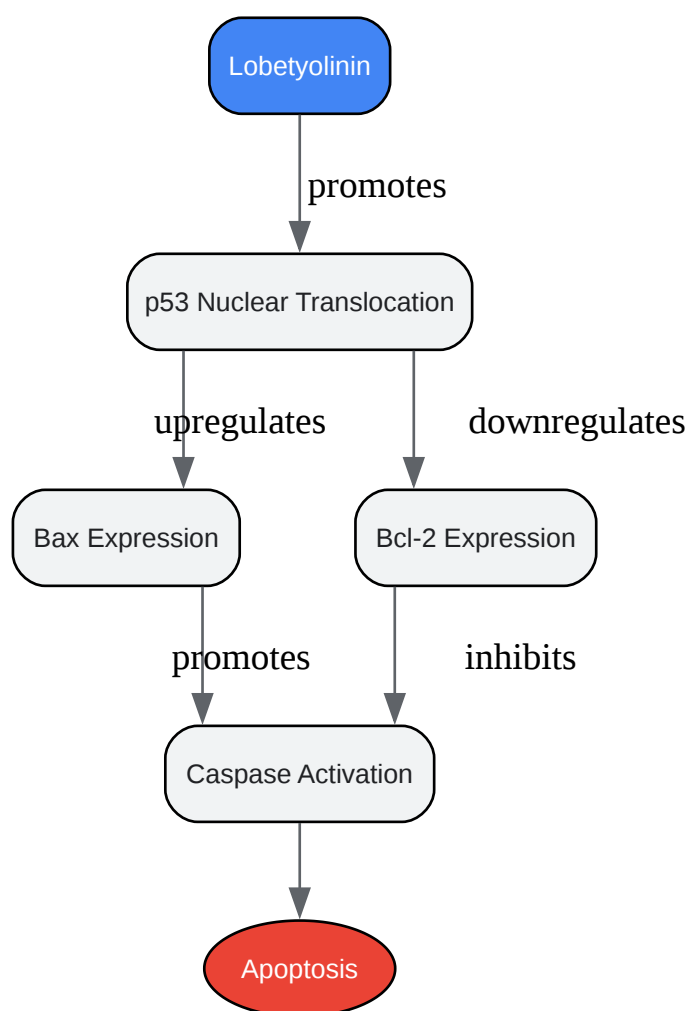 Lobetyolinin
promotes
p53 Nuclear Translocation
upregulates
downregulates
Bax Expression
Bcl-2 Expression
promotes
inhibits
Caspase Activation
Apoptosis